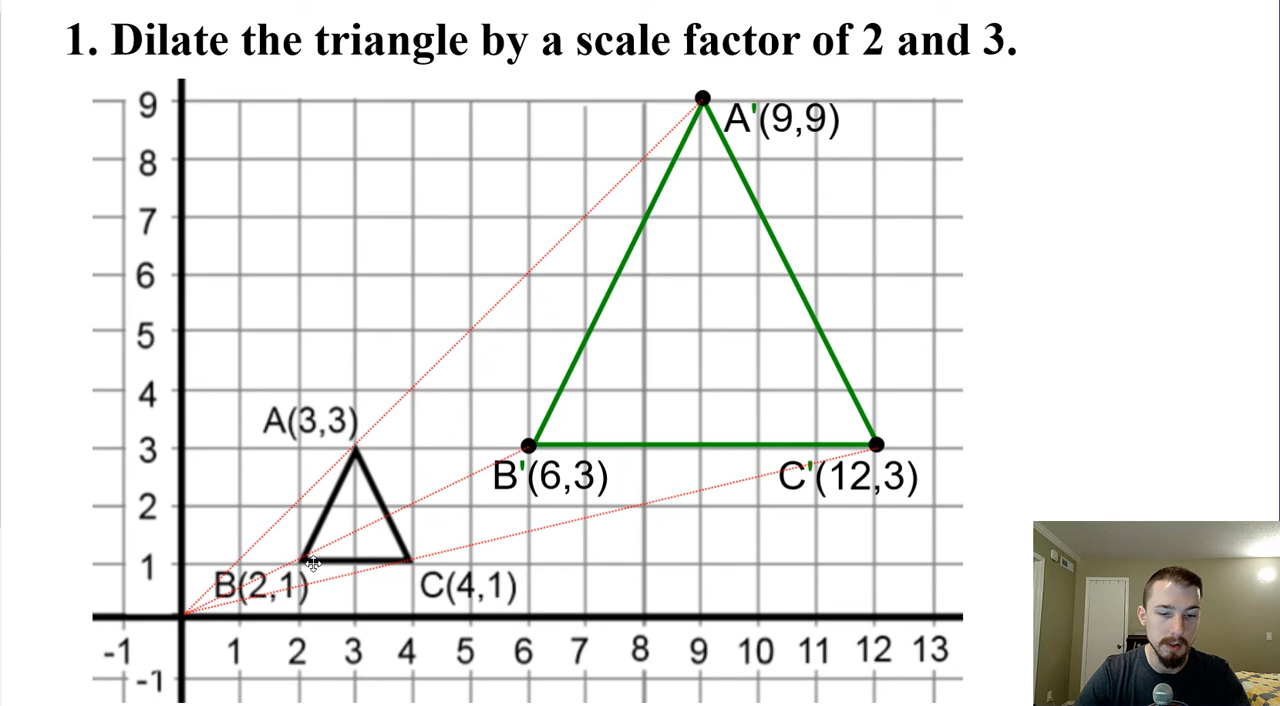 1. Dilate the triangle by a scale factor of 2 and 3.
9
A'(9,9)
8
7
6
5
4
A(3,3)
3
B'(6,3) C'(12,3)
2
1
B(2,1) C(4,1)
-1 1 2 3 4 5 6 7 8 9 10 11 12 13
-1